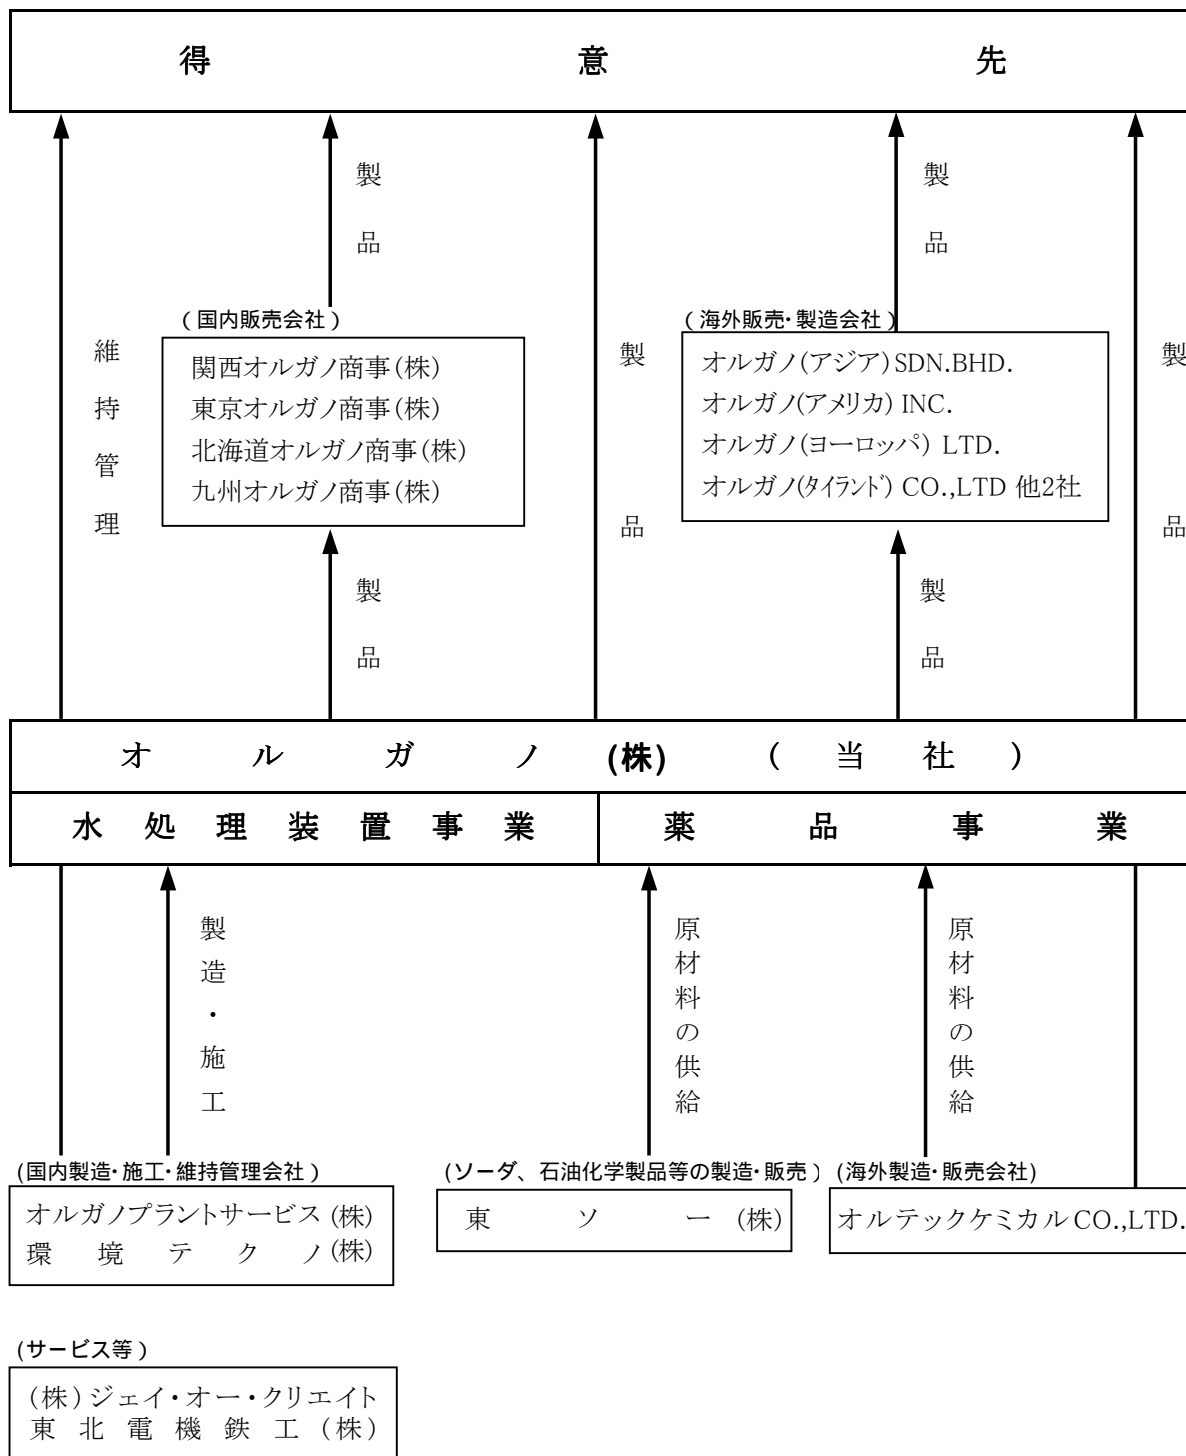 得意先
製品
製品
(国内販売会社)
(海外販売・製造会社)
維持管理
関西オルガノ商事(株)
東京オルガノ商事(株)
北海道オルガノ商事(株)
九州オルガノ商事(株)
製品
オルガノ(アジア)SDN.BHD.
オルガノ(アメリカ) INC.
オルガノ(ヨーロッパ) LTD.
オルガノ(タイランド) CO.,LTD 他2社
製品
製品
製品
オルガノ(株)(当社)
水処理装置事業
薬品事業
製造・施工
原材料の供給
原材料の供給
(国内製造・施工・維持管理会社)
オルガノプラントサービス(株)
環境テクノ(株)
(ソーダ、石油化学製品等の製造・販売)
東ソー(株)
(海外製造・販売会社)
オルテックケミカルCO.,LTD.
(サービス等)
(株)ジェイ・オー・クリエイト
東北電機鉄工(株)